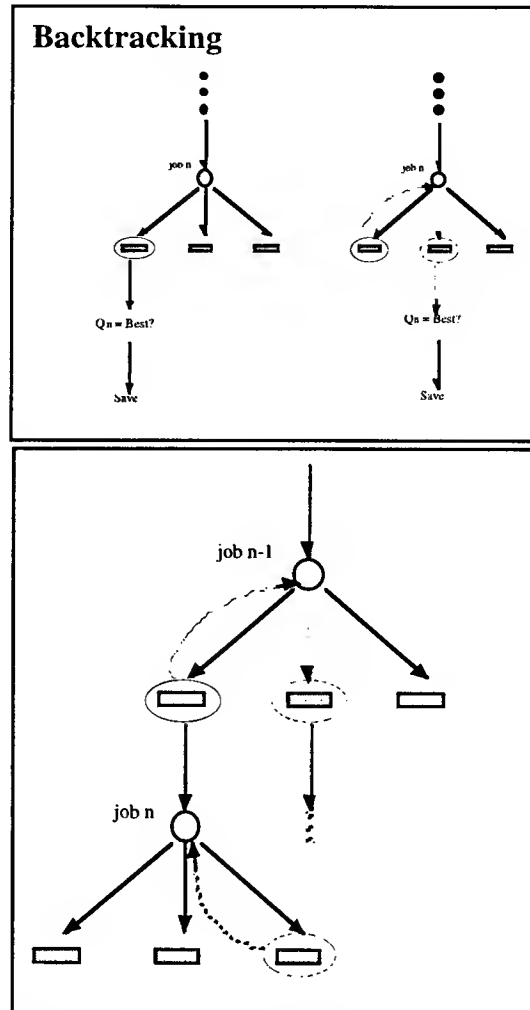 Backtracking
job n
job n
Qn = Best?
Qn = Best?
Save
Save
job n-1
job n